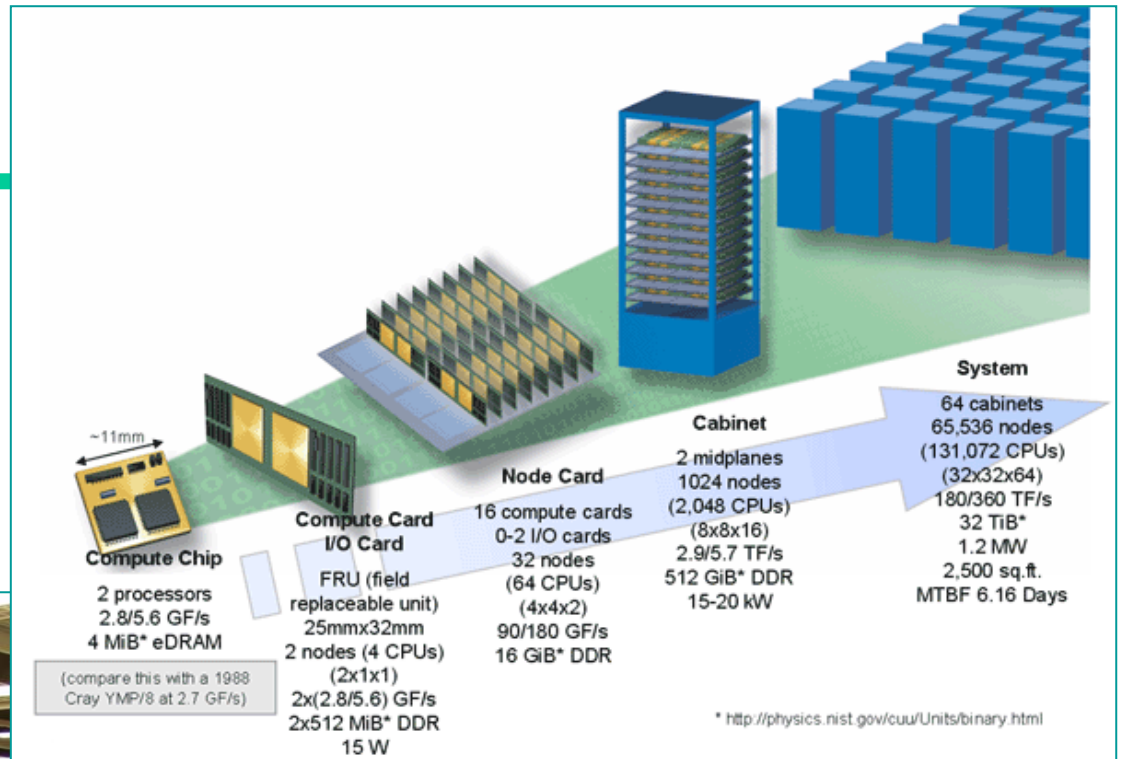 ~11mm
Compute Chip
2 processors
2.8/5.6 GF/s
4 MiB* eDRAM
(compare this with a 1988
Cray YMP/8 at 2.7 GF/s)
Compute Card
I/O Card
FRU (field
replaceable unit)
25mmx32mm
2 nodes (4 CPUs)
(2x1x1)
2x(2.8/5.6) GF/s
2x512 MiB* DDR
15 W
Node Card
16 compute cards
0-2 I/O cards
32 nodes
(64 CPUs)
(4x4x2)
90/180 GF/s
16 GiB* DDR
Cabinet
2 midplanes
1024 nodes
(2,048 CPUs)
(8x8x16)
2.9/5.7 TF/s
512 GiB* DDR
15-20 kW
System
64 cabinets
65,536 nodes
(131,072 CPUs)
(32x32x64)
180/360 TF/s
32 TiB*
1.2 MW
2,500 sq.ft.
MTBF 6.16 Days
* http://physics.nist.gov/cuu/Units/binary.html